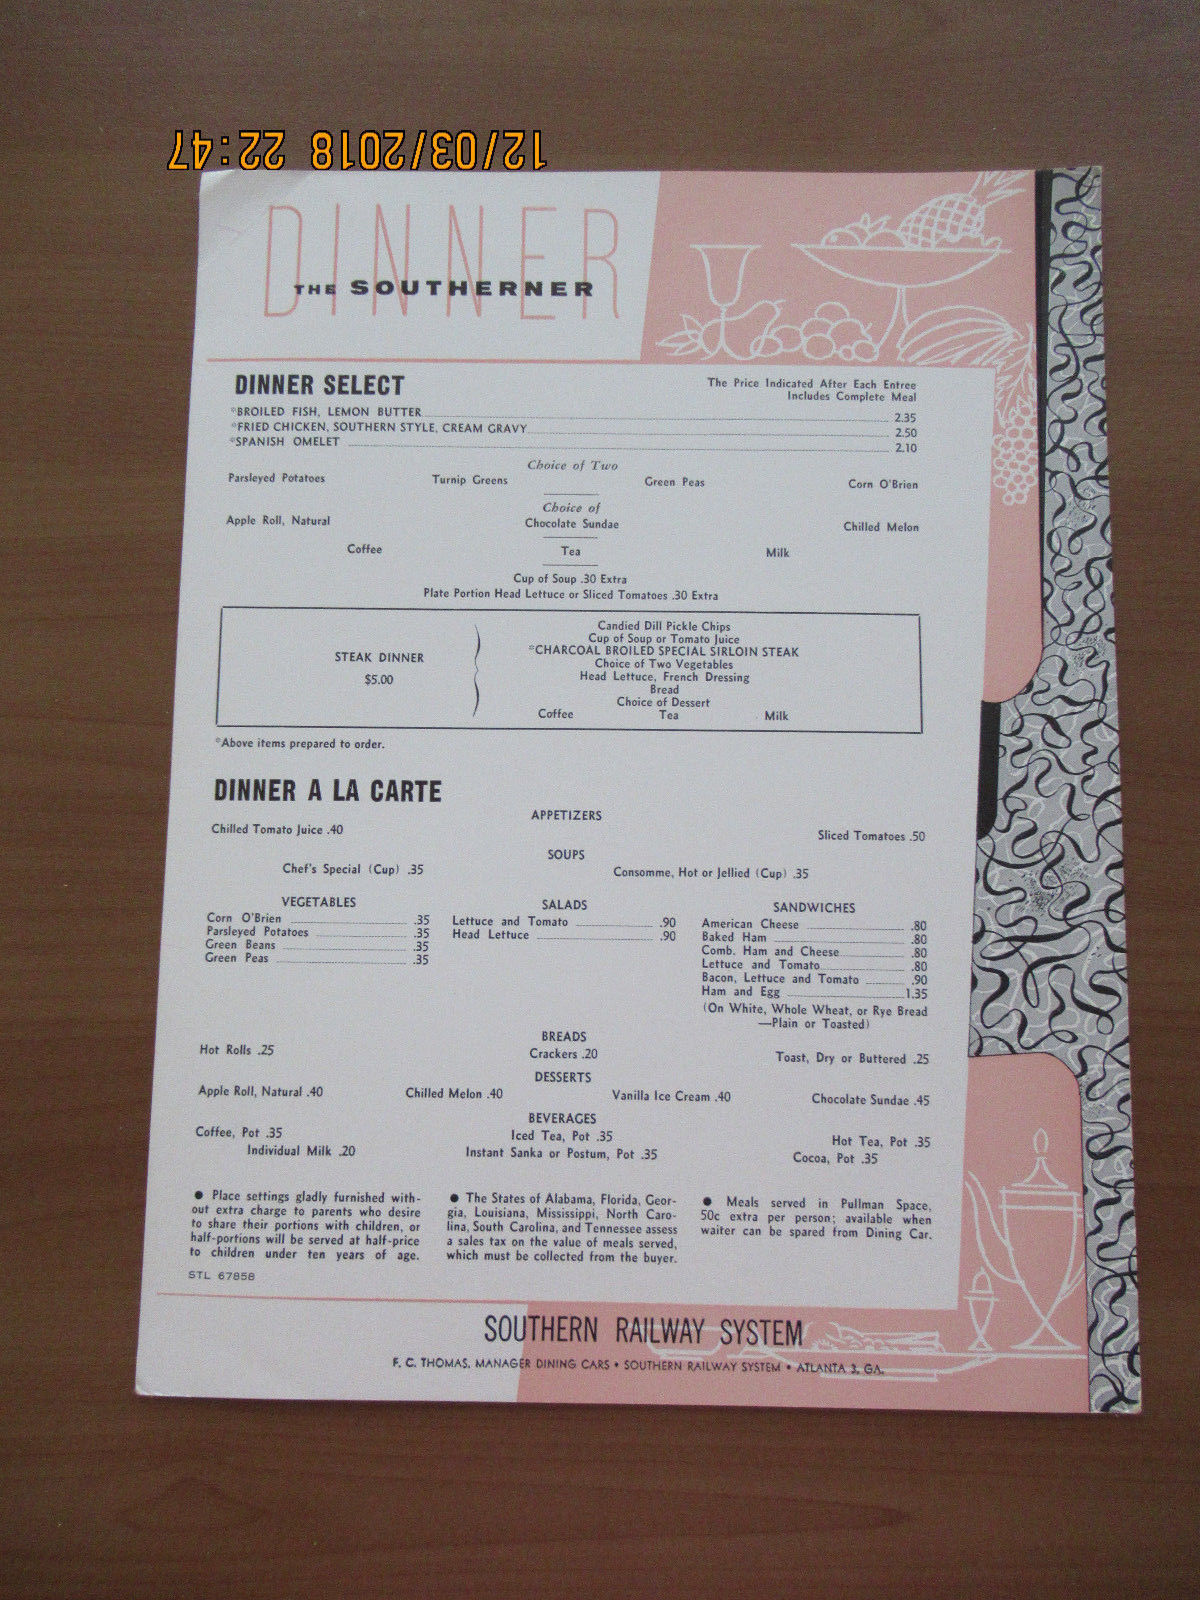 12/03/2018 22:47
DINNER
THE SOUTHERNER
DINNER SELECT
The Price Indicated After Each Entree
Includes Complete Meal
*BROILED FISH, LEMON BUTTER 2.35
*FRIED CHICKEN, SOUTHERN STYLE, CREAM GRAVY 2.50
*SPANISH OMELET 2.10
Choice of Two
Parsleyed Potatoes Turnip Greens Green Peas Corn O'Brien
Choice of
Apple Roll, Natural Chocolate Sundae Chilled Melon
Coffee Tea Milk
Cup of Soup .30 Extra
Plate Portion Head Lettuce or Sliced Tomatoes .30 Extra
STEAK DINNER
$5.00
Candied Dill Pickle Chips
Cup of Soup or Tomato Juice
*CHARCOAL BROILED SPECIAL SIRLOIN STEAK
Choice of Two Vegetables
Head Lettuce, French Dressing
Bread
Choice of Dessert
Coffee Tea Milk
*Above items prepared to order.
DINNER A LA CARTE
APPETIZERS
Chilled Tomato Juice .40 Sliced Tomatoes .50
SOUPS
Chef's Special (Cup) .35 Consomme, Hot or Jellied (Cup) .35
VEGETABLES
Corn O'Brien .35
Parsleyed Potatoes .35
Green Beans .35
Green Peas .35
SALADS
Lettuce and Tomato .90
Head Lettuce .90
SANDWICHES
American Cheese .80
Baked Ham .80
Comb. Ham and Cheese .80
Lettuce and Tomato .80
Bacon, Lettuce and Tomato .90
Ham and Egg 1.35
(On White, Whole Wheat, or Rye Bread
—Plain or Toasted)
BREADS
Hot Rolls .25 Crackers .20 Toast, Dry or Buttered .25
DESSERTS
Apple Roll, Natural .40 Chilled Melon .40 Vanilla Ice Cream .40 Chocolate Sundae .45
BEVERAGES
Coffee, Pot .35 Iced Tea, Pot .35 Hot Tea, Pot .35
Individual Milk .20 Instant Sanka or Postum, Pot .35 Cocoa, Pot .35
● Place settings gladly furnished with-
out extra charge to parents who desire
to share their portions with children, or
half-portions will be served at half-price
to children under ten years of age.
● The States of Alabama, Florida, Geor-
gia, Louisiana, Mississippi, North Caro-
lina, South Carolina, and Tennessee assess
a sales tax on the value of meals served,
which must be collected from the buyer.
● Meals served in Pullman Space,
50c extra per person; available when
waiter can be spared from Dining Car.
STL 67858
SOUTHERN RAILWAY SYSTEM
F. C. THOMAS, MANAGER DINING CARS • SOUTHERN RAILWAY SYSTEM • ATLANTA 3, GA.